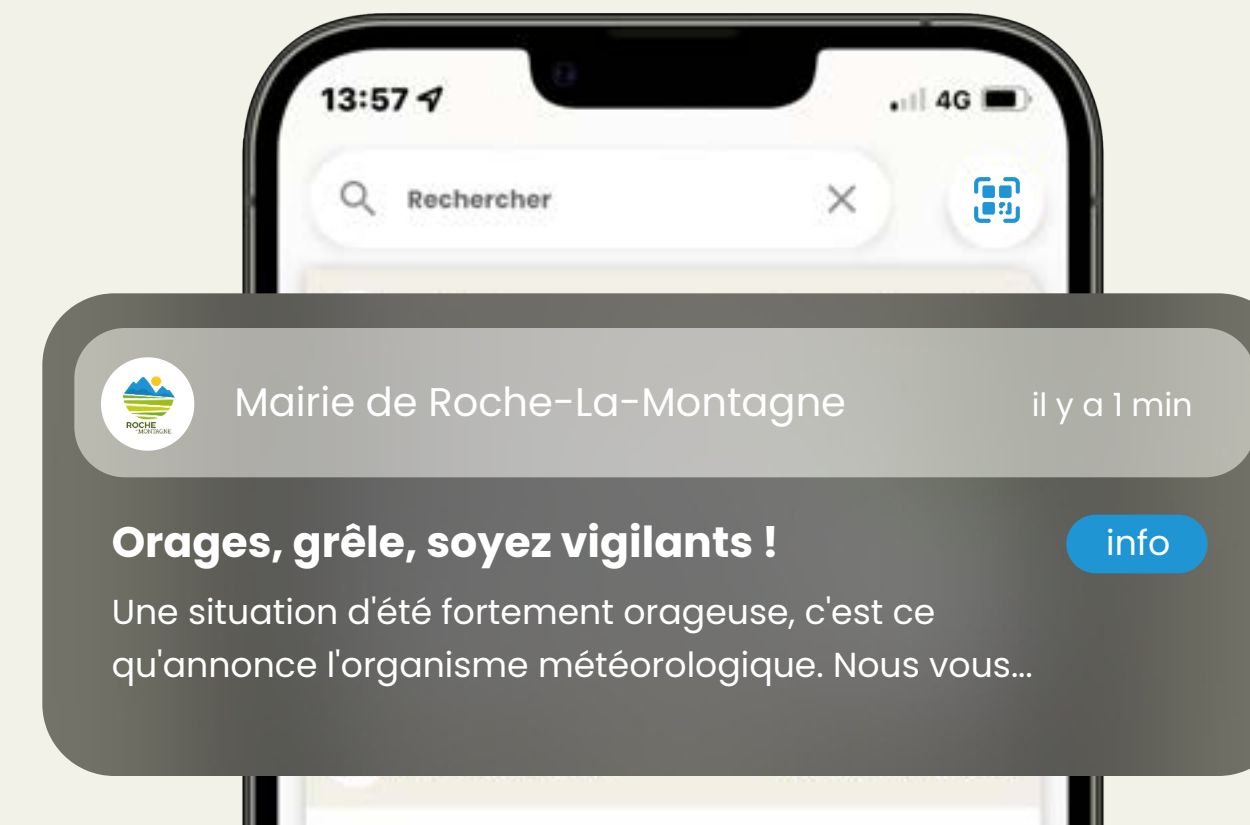 13:57
4G
Rechercher
ROCHE
MONTAGNE
Mairie de Roche-La-Montagne
il y a 1 min
Orages, grêle, soyez vigilants !
info
Une situation d'été fortement orageuse, c'est ce
qu'annonce l'organisme météorologique. Nous vous...